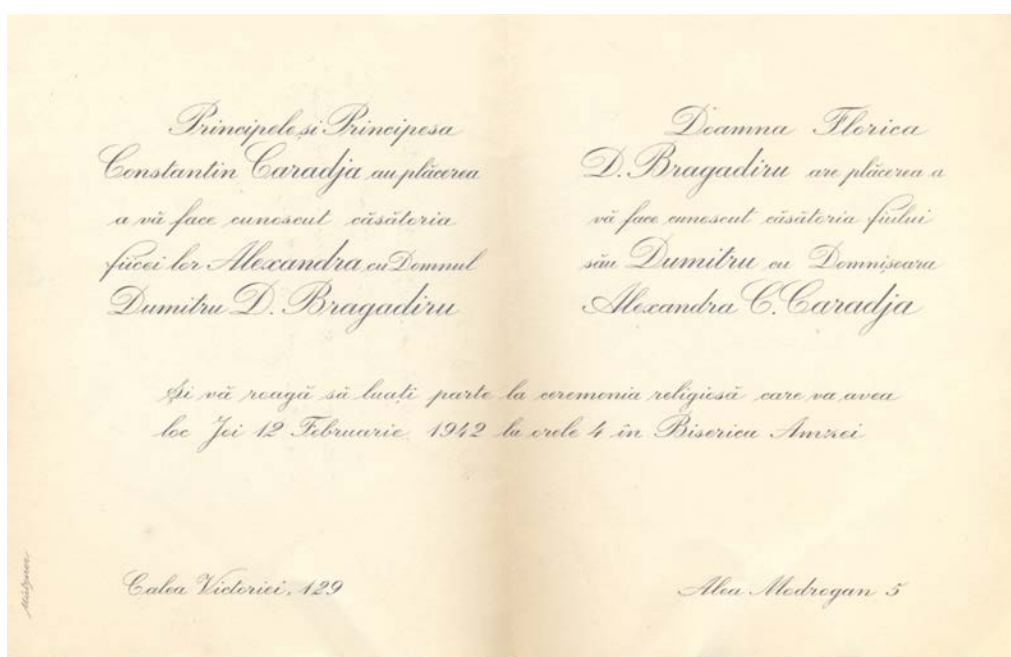 Principele și Principesa
Constantin Caradja au plăcerea
a vă face cunoscut căsătoria
fiicei lor Alexandra cu Domnul
Dumitru D. Bragadiru
Doamna Florica
D. Bragadiru are plăcerea a
vă face cunoscut căsătoria fiului
său Dumitru cu Domnișoara
Alexandra C. Caradja
Și vă roagă să luați parte la ceremonia religiosă care va avea
loc Joi 12 Februarie 1942 la orele 4 în Biserica Amzei
Calea Victoriei, 129
Alea Modrogan 5